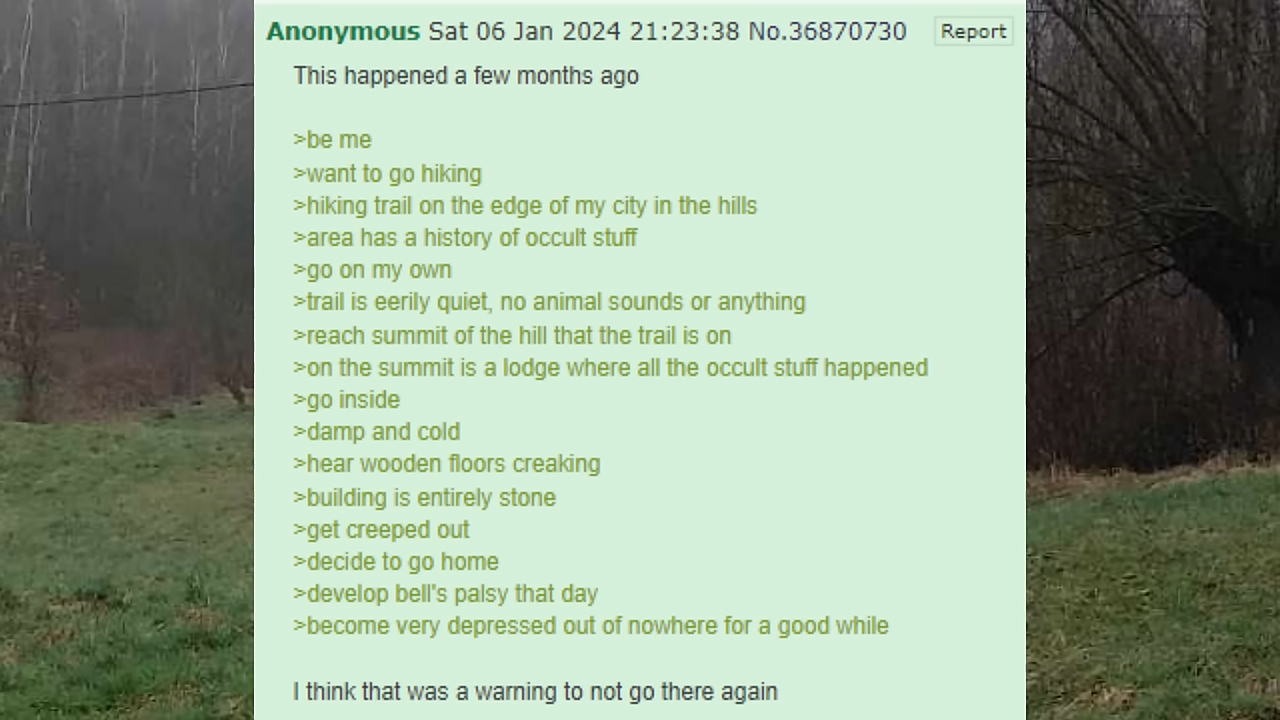 Anonymous Sat 06 Jan 2024 21:23:38 No.36870730 Report
This happened a few months ago
>be me
>want to go hiking
>hiking trail on the edge of my city in the hills
>area has a history of occult stuff
>go on my own
>trail is eerily quiet, no animal sounds or anything
>reach summit of the hill that the trail is on
>on the summit is a lodge where all the occult stuff happened
>go inside
>damp and cold
>hear wooden floors creaking
>building is entirely stone
>get creeped out
>decide to go home
>develop bell's palsy that day
>become very depressed out of nowhere for a good while
I think that was a warning to not go there again